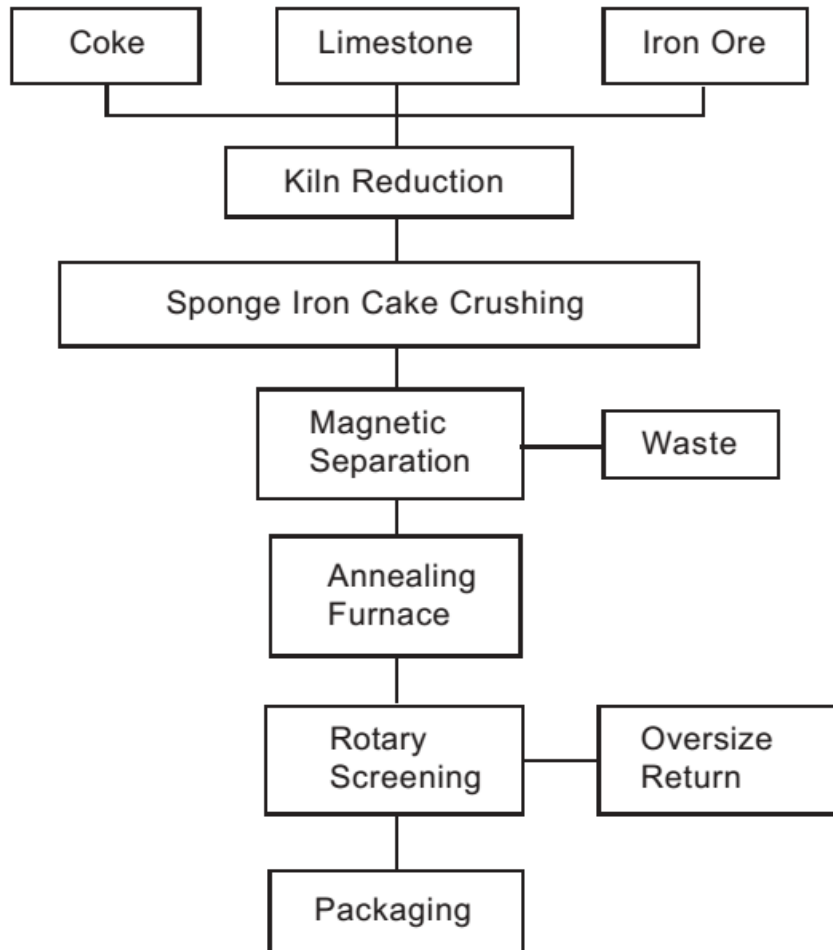 Coke
Limestone
Iron Ore
Kiln Reduction
Sponge Iron Cake Crushing
Magnetic
Separation
Waste
Annealing
Furnace
Rotary
Screening
Oversize
Return
Packaging